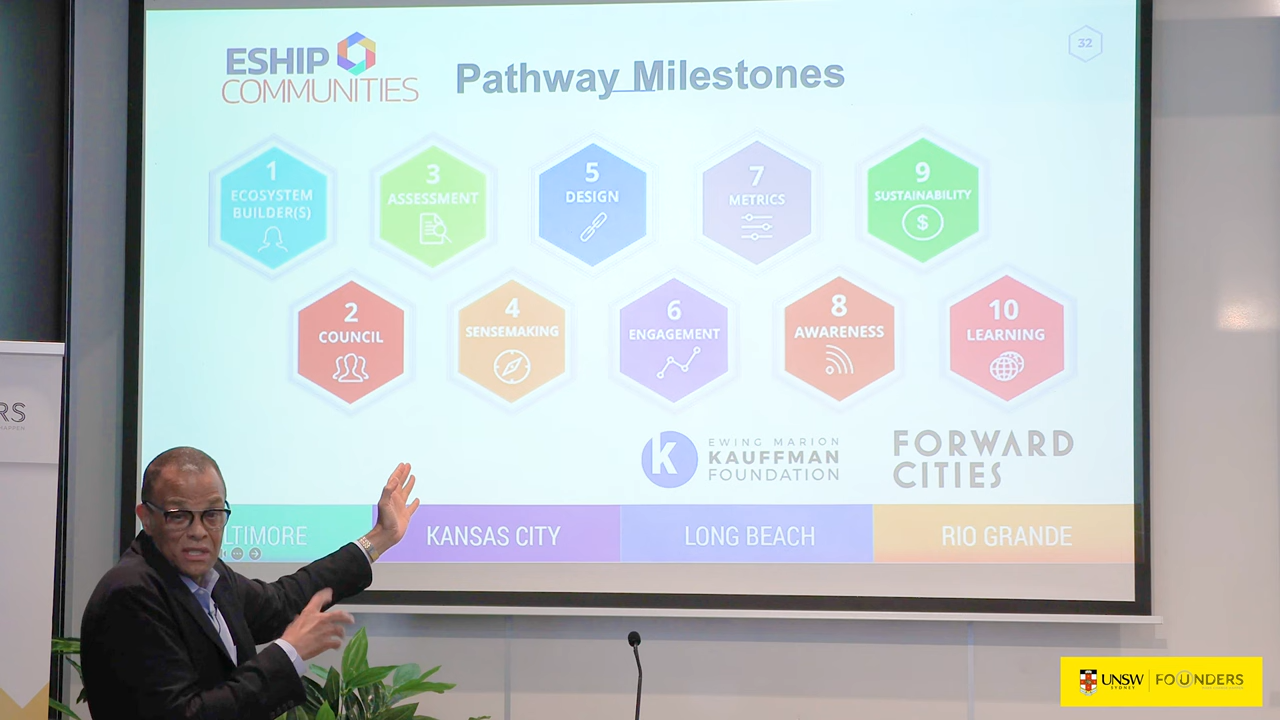 32
ESHIP
COMMUNITIES
Pathway Milestones
1
ECOSYSTEM
BUILDER(S)
3
ASSESSMENT
5
DESIGN
7
METRICS
9
SUSTAINABILITY
$
2
COUNCIL
4
SENSEMAKING
6
ENGAGEMENT
8
AWARENESS
10
LEARNING
K
EWING MARION
KAUFFMAN
FOUNDATION
FORWARD
CITIES
LTIMORE
KANSAS CITY
LONG BEACH
RIO GRANDE
RS
UNSW
SYDNEY
FOUNDERS